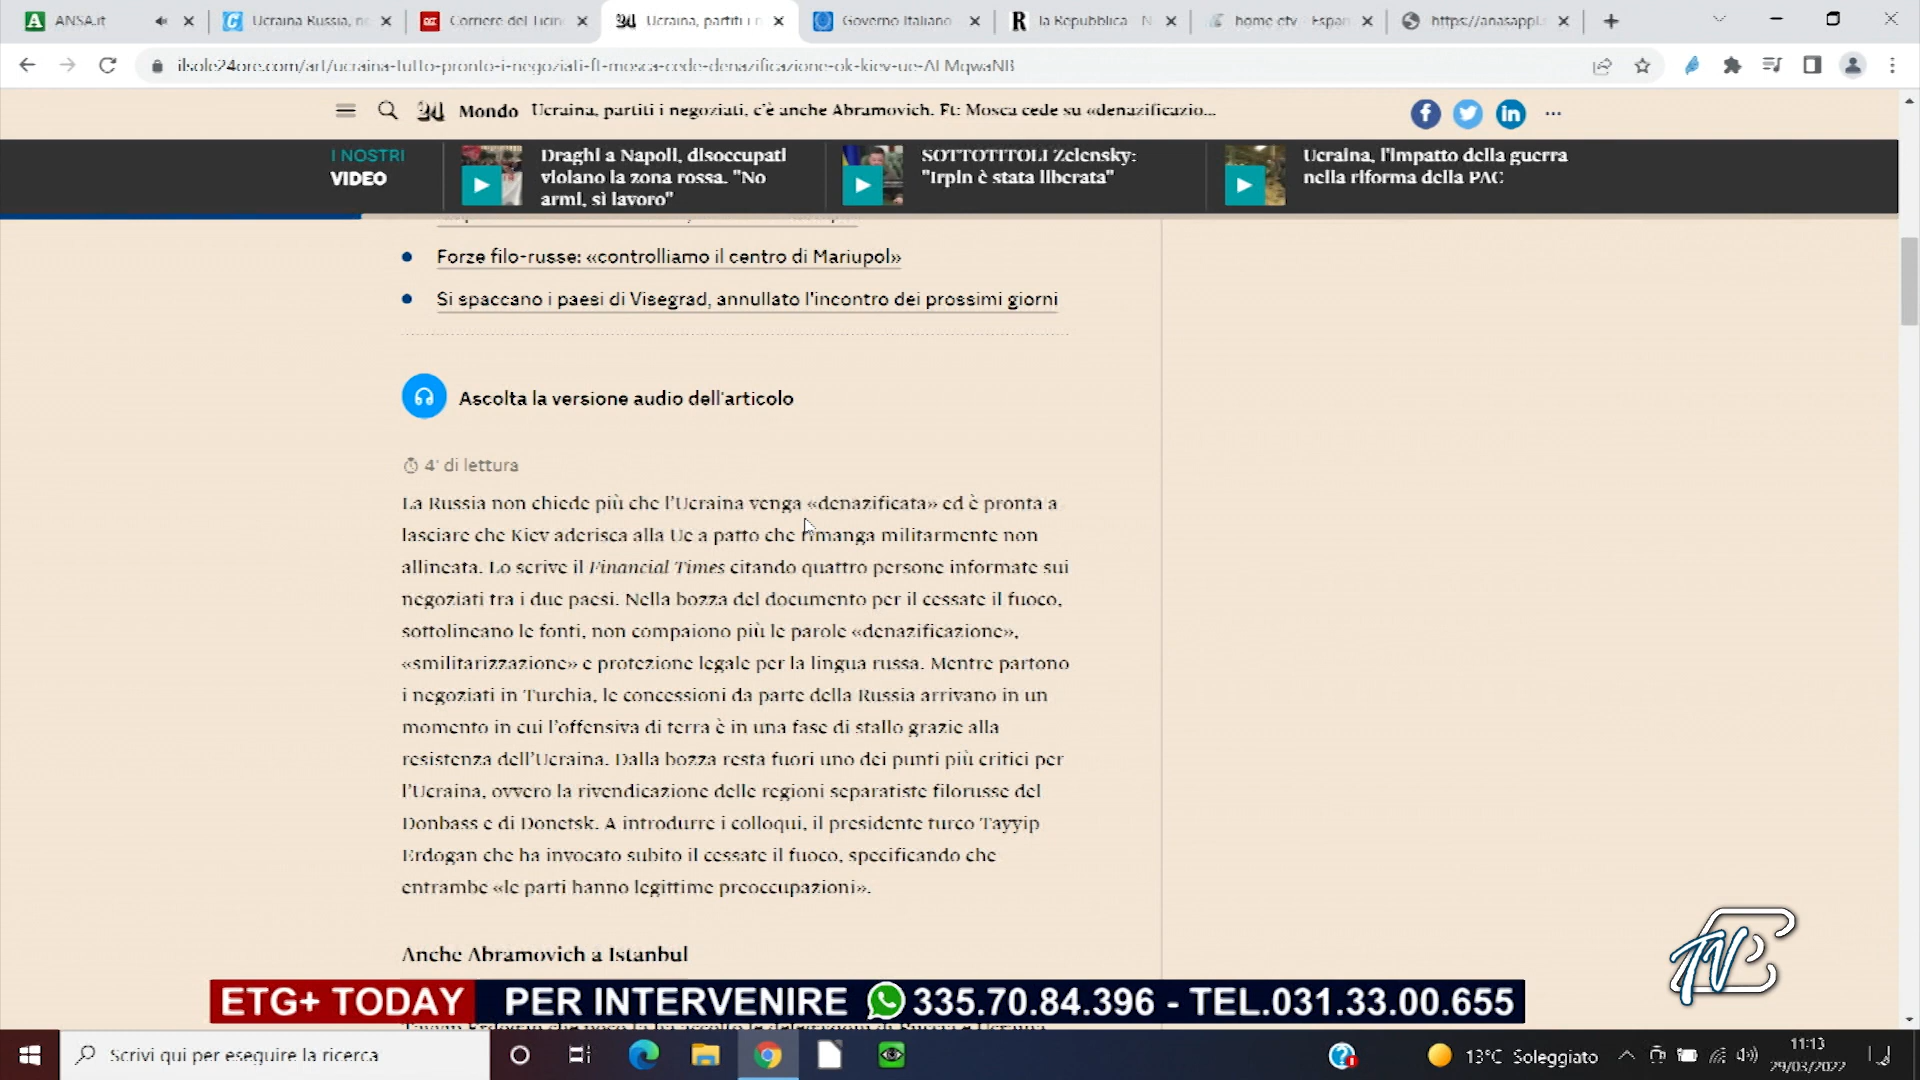 ANSA.it
Ucraina Russia, n
Corriere del Ticin
Ucraina, partiti i n
Governo Italiano
la Repubblica - N
home etv - Espan
https://anasappl.
ilsole24ore.com/art/ucraina-tutto-pronto-i-negoziati-ft-mosca-cede-denazificazione-ok-kiev-ue-AEMqwaNB
24 Mondo Ucraina, partiti i negoziati, c'è anche Abramovich. Ft: Mosca cede su «denazificazio...
I NOSTRI
VIDEO
Draghi a Napoli, disoccupati
violano la zona rossa. "No
armi, sì lavoro"
SOTTOTITOLI Zelensky:
"Irpin è stata liberata"
Ucraina, l'impatto della guerra
nella riforma della PAC
Forze filo-russe: «controlliamo il centro di Mariupol»
Si spaccano i paesi di Visegrad, annullato l'incontro dei prossimi giorni
Ascolta la versione audio dell'articolo
4' di lettura
La Russia non chiede più che l'Ucraina venga «denazificata» ed è pronta a
lasciare che Kiev aderisca alla Ue a patto che rimanga militarmente non
allineata. Lo scrive il Financial Times citando quattro persone informate sui
negoziati tra i due paesi. Nella bozza del documento per il cessate il fuoco,
sottolineano le fonti, non compaiono più le parole «denazificazione»,
«smilitarizzazione» e protezione legale per la lingua russa. Mentre partono
i negoziati in Turchia, le concessioni da parte della Russia arrivano in un
momento in cui l'offensiva di terra è in una fase di stallo grazie alla
resistenza dell'Ucraina. Dalla bozza resta fuori uno dei punti più critici per
l'Ucraina, ovvero la rivendicazione delle regioni separatiste filorusse del
Donbass e di Donetsk. A introdurre i colloqui, il presidente turco Tayyip
Erdogan che ha invocato subito il cessate il fuoco, specificando che
entrambe «le parti hanno legittime preoccupazioni».
Anche Abramovich a Istanbul
ETG+ TODAY PER INTERVENIRE 335.70.84.396 - TEL.031.33.00.655
Scrivi qui per eseguire la ricerca
13°C Soleggiato
11:13
29/03/2022